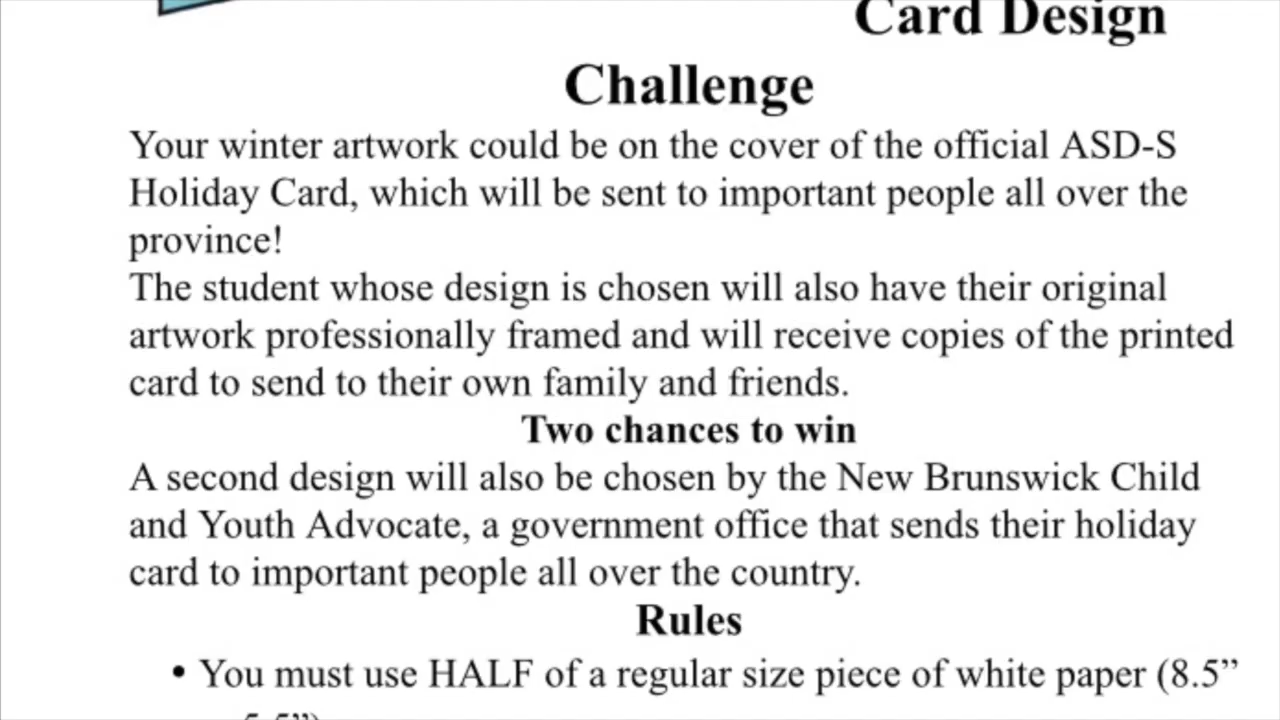 Card Design
Challenge
Your winter artwork could be on the cover of the official ASD-S
Holiday Card, which will be sent to important people all over the
province!
The student whose design is chosen will also have their original
artwork professionally framed and will receive copies of the printed
card to send to their own family and friends.
Two chances to win
A second design will also be chosen by the New Brunswick Child
and Youth Advocate, a government office that sends their holiday
card to important people all over the country.
Rules
• You must use HALF of a regular size piece of white paper (8.5”
5.5”)